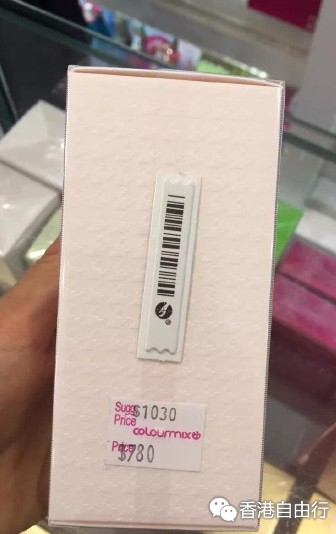 Sugg $1030
Price
colourmix
Price $780
®
香港自由行